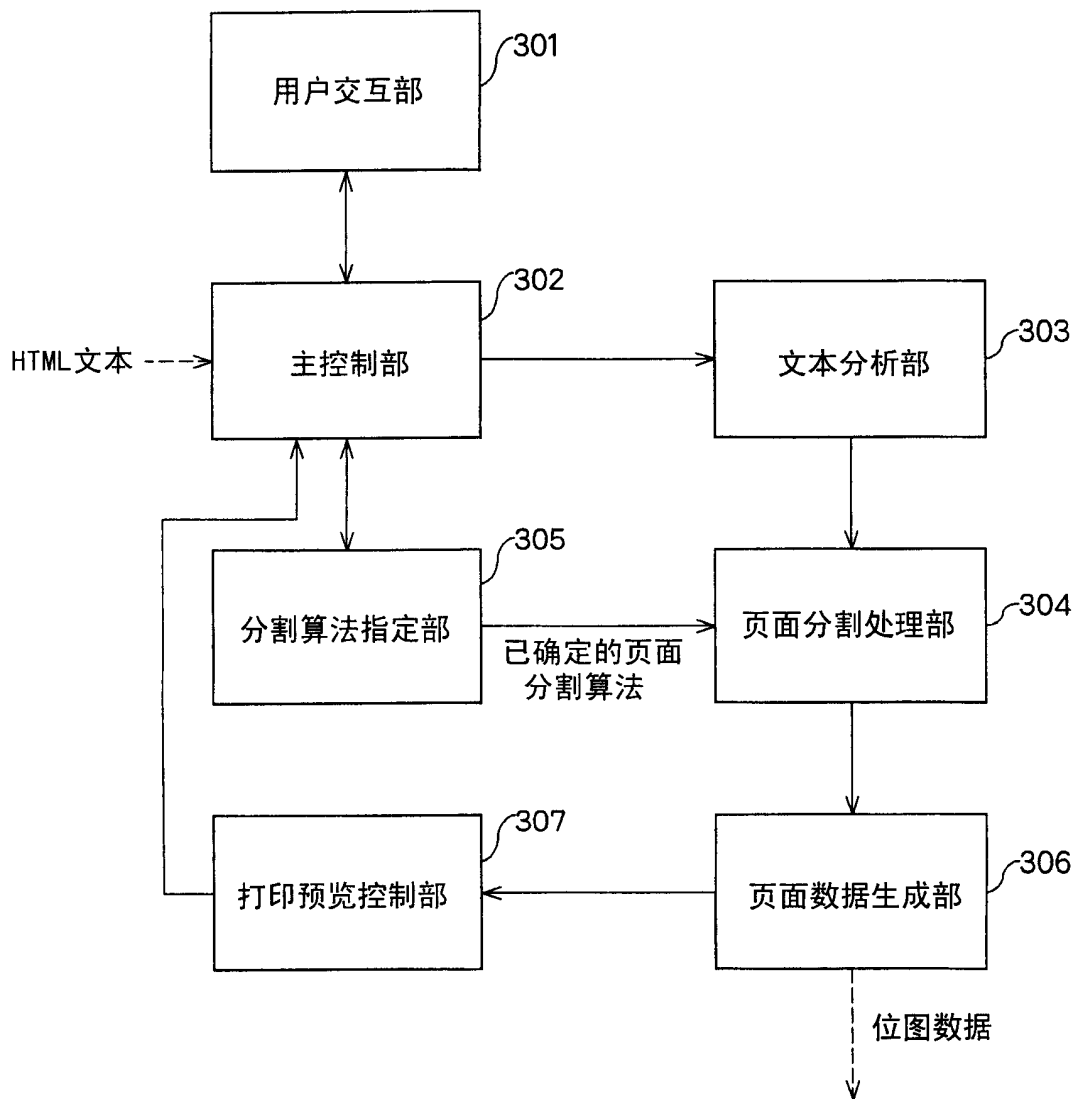 301
用户交互部
302
303
HTML文本
主控制部
文本分析部
305
304
分割算法指定部
页面分割处理部
已确定的页面
分割算法
307
306
打印预览控制部
页面数据生成部
位图数据